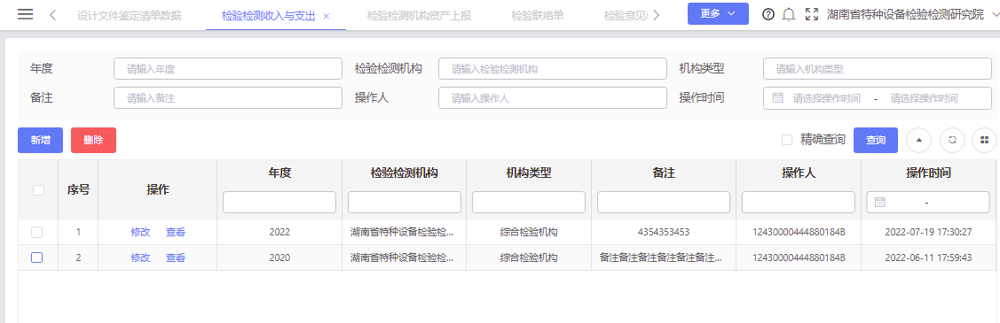 设计文件鉴定清单数据 检验检测收入与支出 × 检验检测机构资产上报 检验联络单 检验意见 更多 湖南省特种设备检验检测研究院
年度 请输入年度 检验检测机构 请输入检验检测机构 机构类型 请输入机构类型
备注 请输入备注 操作人 请输入操作人 操作时间 请选择操作时间 - 请选择操作时间
新增 删除 精确查询 查询
序号 操作 年度 检验检测机构 机构类型 备注 操作人 操作时间
-
1 修改 查看 2022 湖南省特种设备检验检... 综合检验机构 4354353453 12430000444880184B 2022-07-19 17:30:27
2 修改 查看 2020 湖南省特种设备检验检... 综合检验机构 备注备注备注备注备注备注... 12430000444880184B 2022-06-11 17:59:43